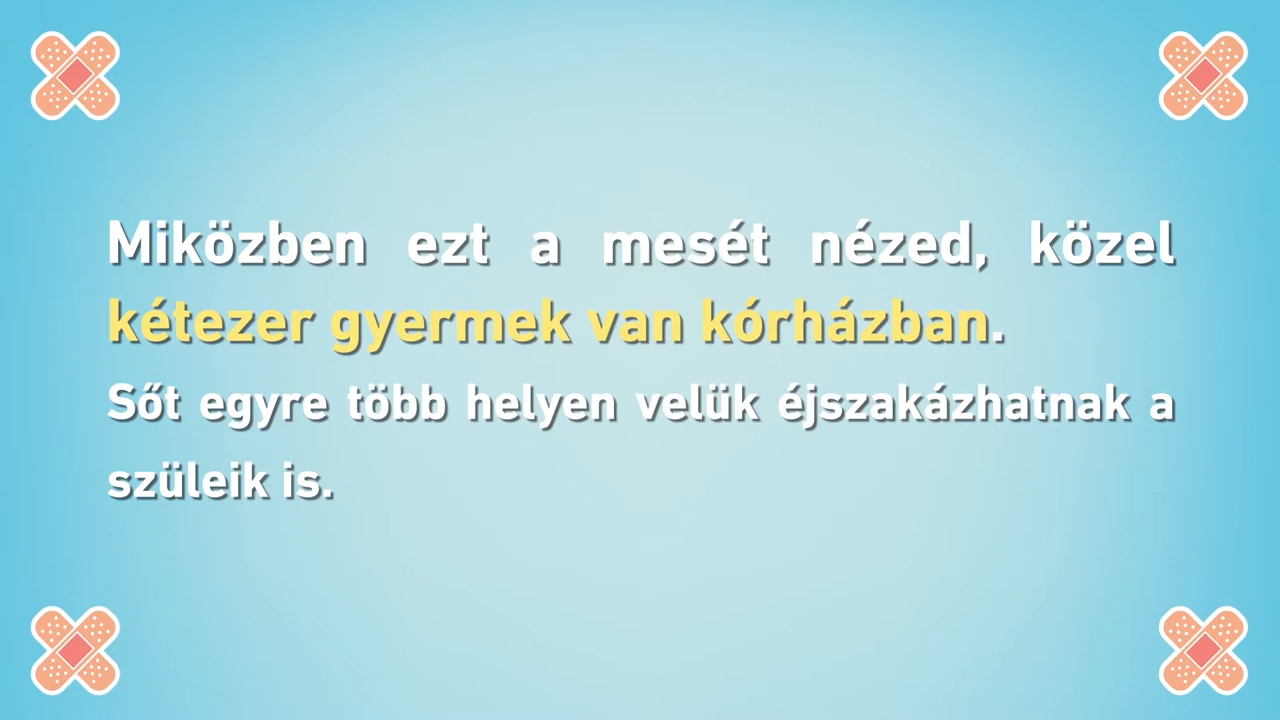 Miközben ezt a mesét nézed, közel
kétezer gyermek van kórházban.
Sőt egyre több helyen velük éjszakázhatnak a
szüleik is.